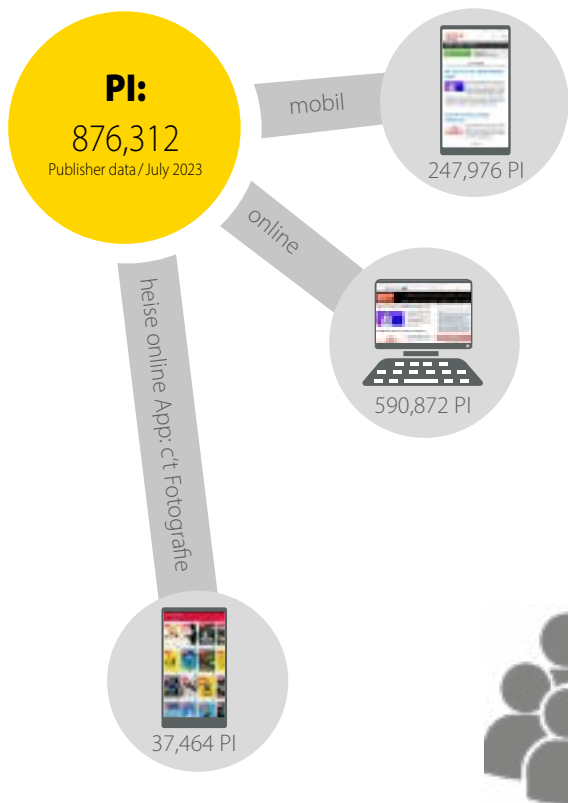 PI:
876,312
Publisher data / July 2023
mobil
247,976 PI
online
590,872 PI
heise online App: c't Fotografie
37,464 PI